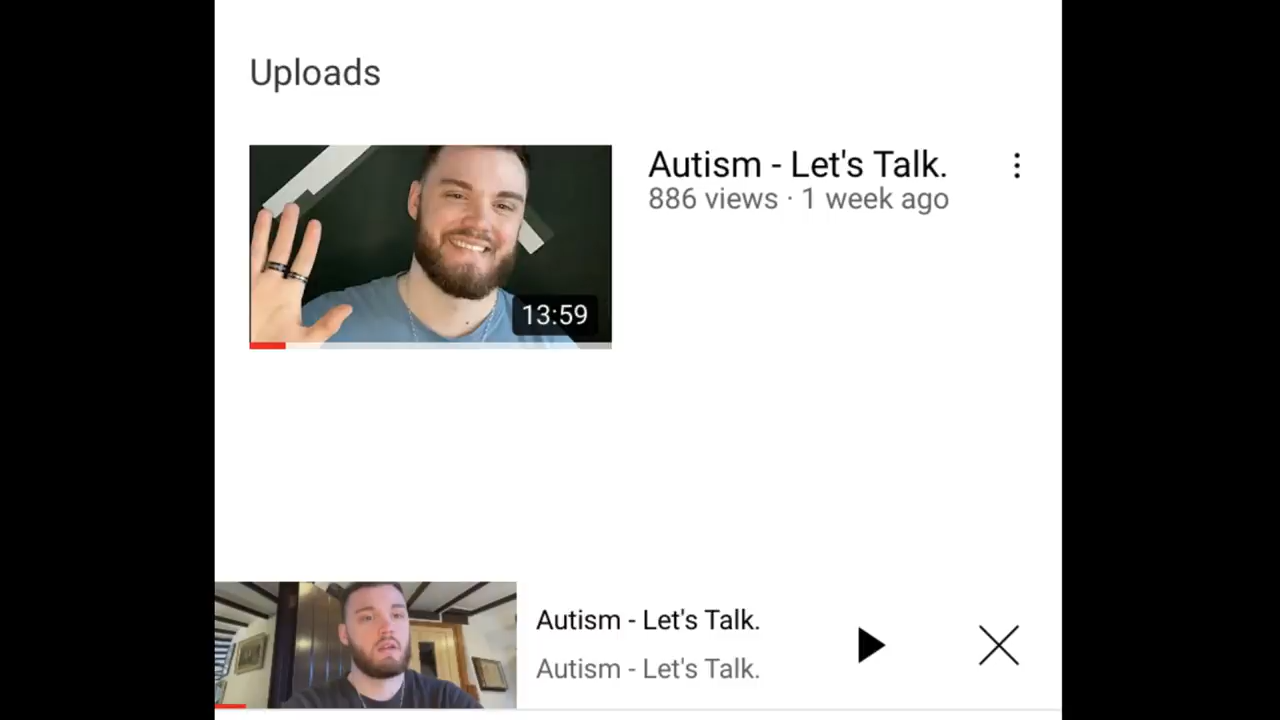 Uploads
Autism - Let's Talk.
886 views · 1 week ago
13:59
Autism - Let's Talk.
Autism - Let's Talk.